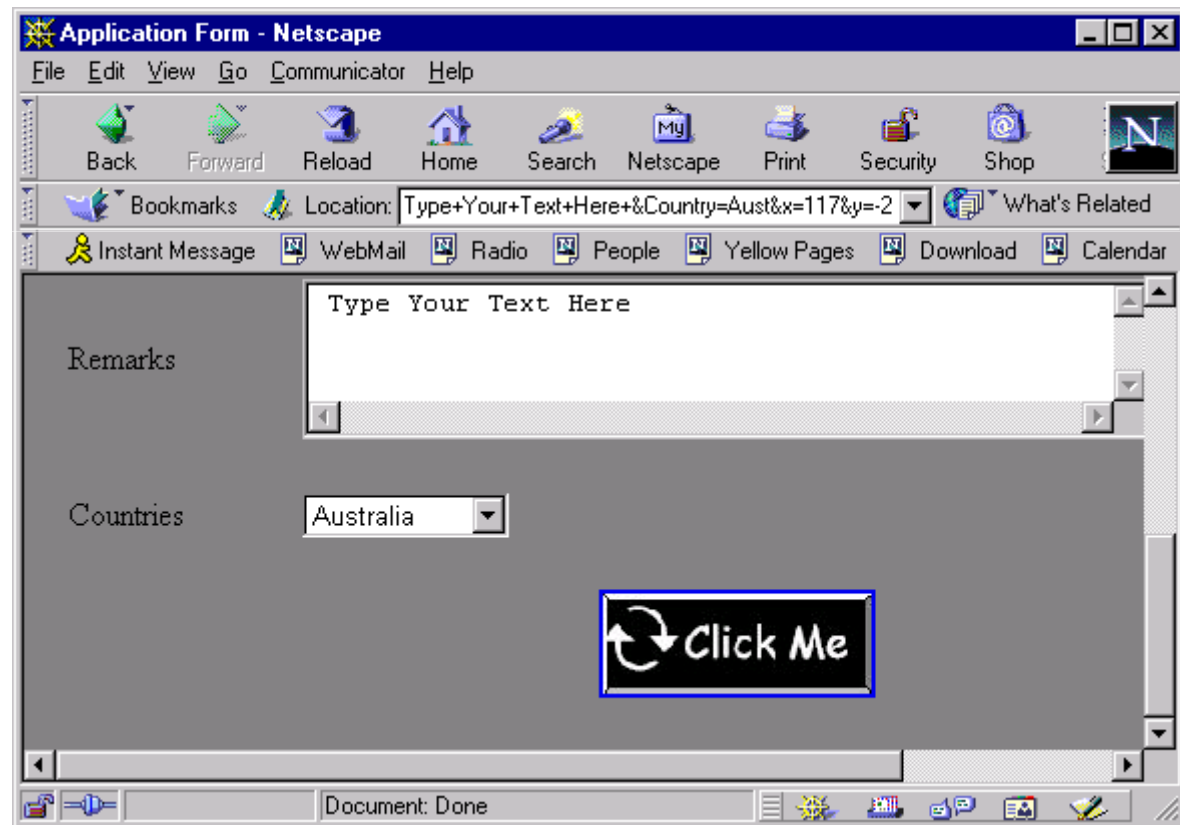 Application Form - Netscape
File Edit View Go Communicator Help
My N
Back Forward Reload Home Search Netscape Print Security Shop
Bookmarks Location: Type+Your+Text+Here+&Country=Aust&x=117&y=-2 What's Related
Instant Message WebMail Radio People Yellow Pages Download Calendar
Type Your Text Here
Remarks
Countries Australia
Click Me
Document: Done